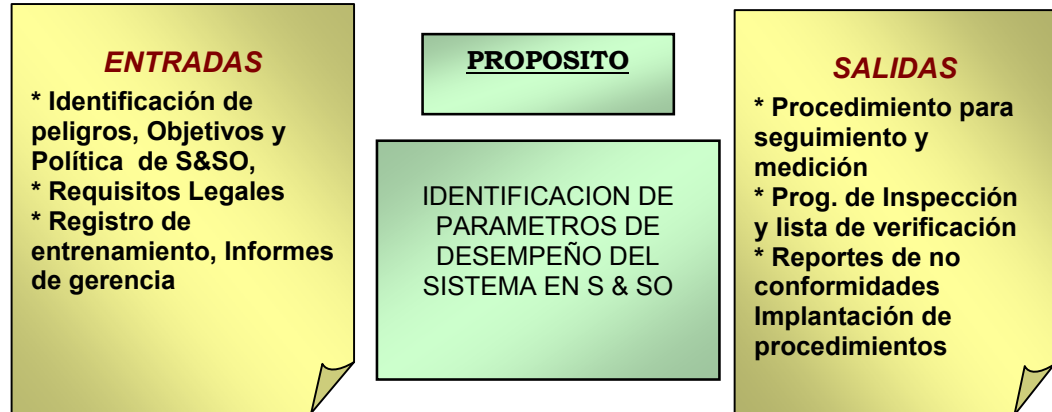 ENTRADAS
* Identificación de
peligros, Objetivos y
Política de S&SO,
* Requisitos Legales
* Registro de
entrenamiento, Informes
de gerencia
PROPOSITO
IDENTIFICACION DE
PARAMETROS DE
DESEMPEÑO DEL
SISTEMA EN S & SO
SALIDAS
* Procedimiento para
seguimiento y
medición
* Prog. de Inspección
y lista de verificación
* Reportes de no
conformidades
Implantación de
procedimientos